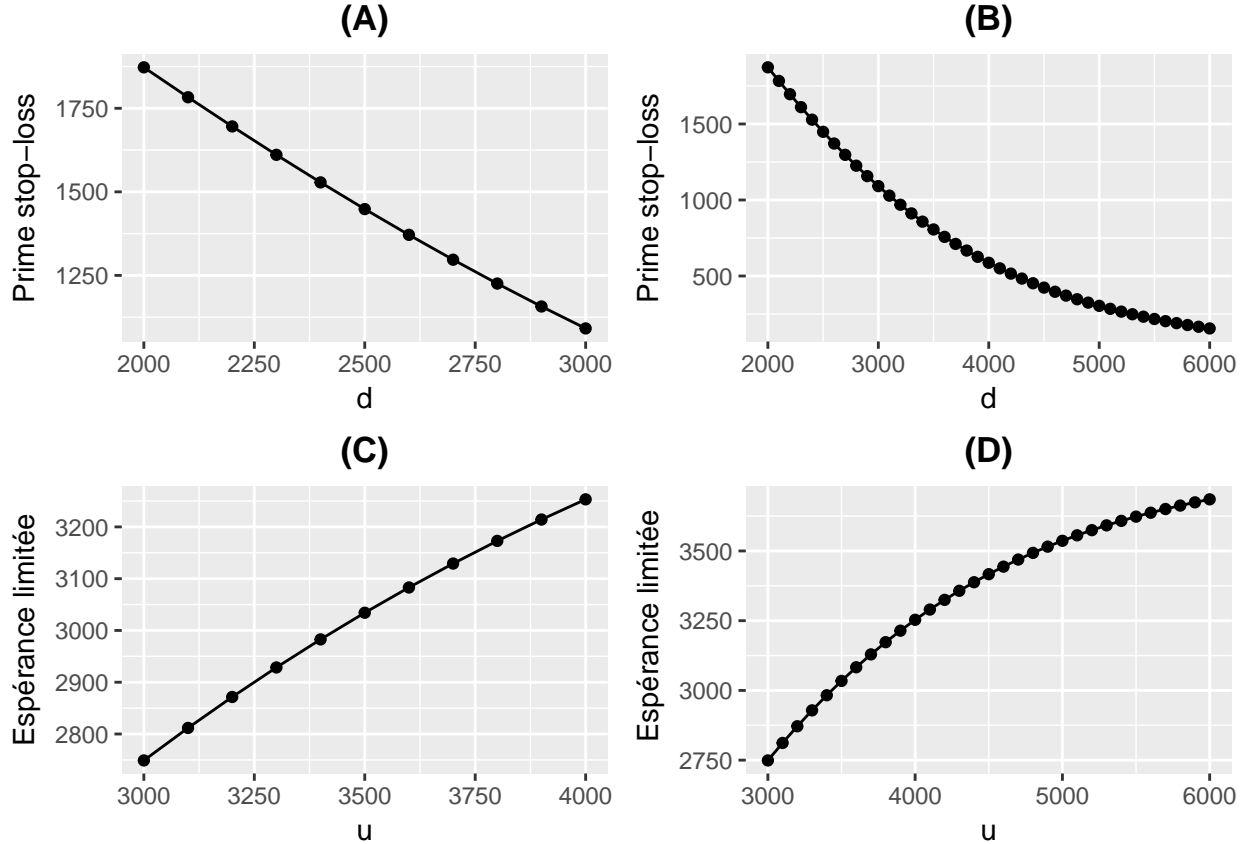 (A)
Prime stop−loss
1750
1500
1250
2000 2250 2500 2750 3000
d
(B)
Prime stop−loss
1500
1000
500
2000 3000 4000 5000 6000
d
(C)
Espérance limitée
3200
3100
3000
2900
2800
3000 3250 3500 3750 4000
u
(D)
Espérance limitée
3500
3250
3000
2750
3000 4000 5000 6000
u